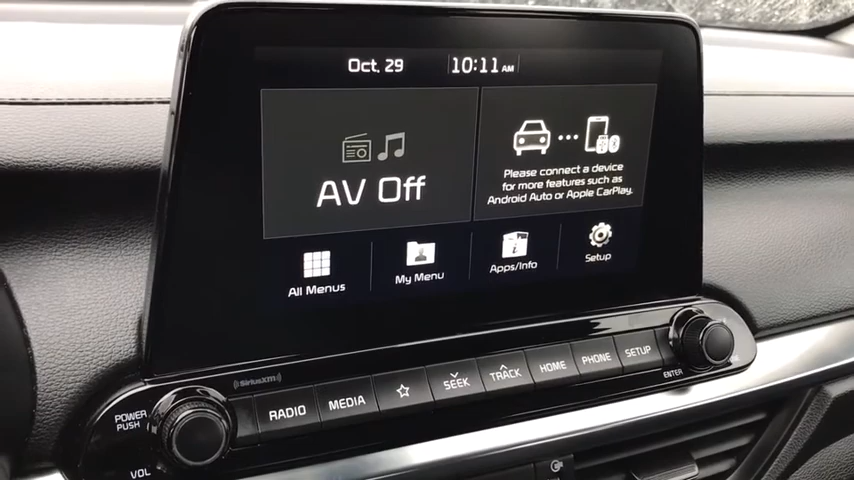 Oct. 29 10:11 AM
AV Off
Please connect a device
for more features such as
Android Auto or Apple CarPlay.
All Menus
My Menu
Apps/Info
Setup
((SiriusXM))
POWER
PUSH
VOL
RADIO
MEDIA
SEEK
TRACK
HOME
PHONE
SETUP
ENTER